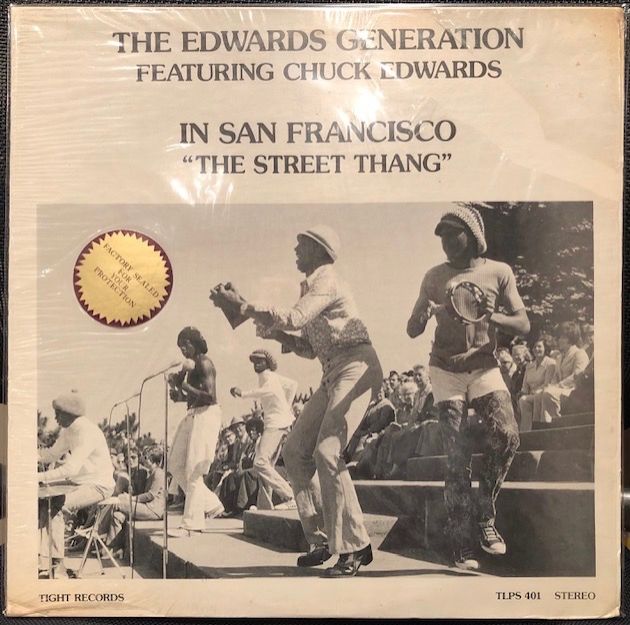 THE EDWARDS GENERATION
FEATURING CHUCK EDWARDS
IN SAN FRANCISCO
“THE STREET THANG”
FACTORY SEALED
FOR
YOUR
PROTECTION
TIGHT RECORDS
TLPS 401 STEREO